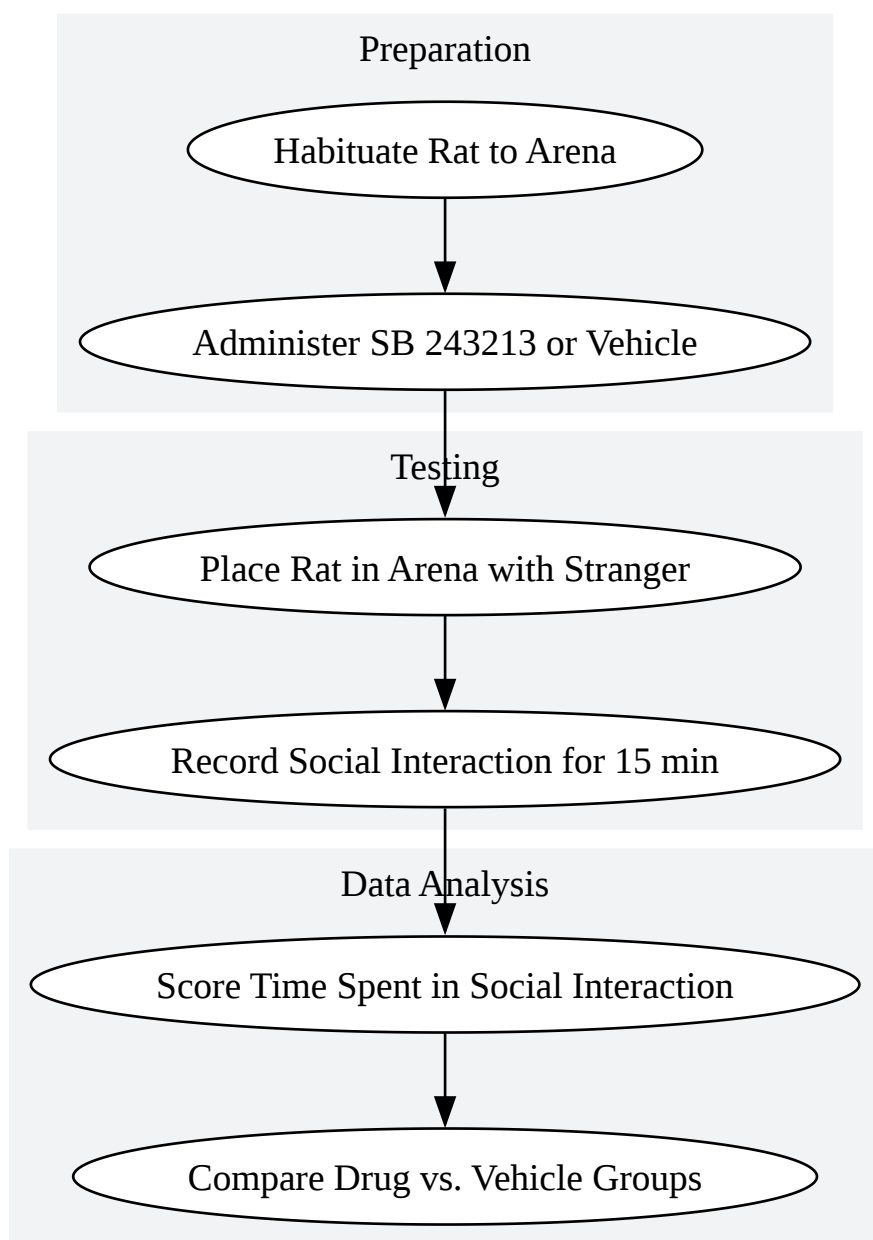 Preparation
Habituate Rat to Arena
Administer SB 243213 or Vehicle
Testing
Place Rat in Arena with Stranger
Record Social Interaction for 15 min
Data Analysis
Score Time Spent in Social Interaction
Compare Drug vs. Vehicle Groups